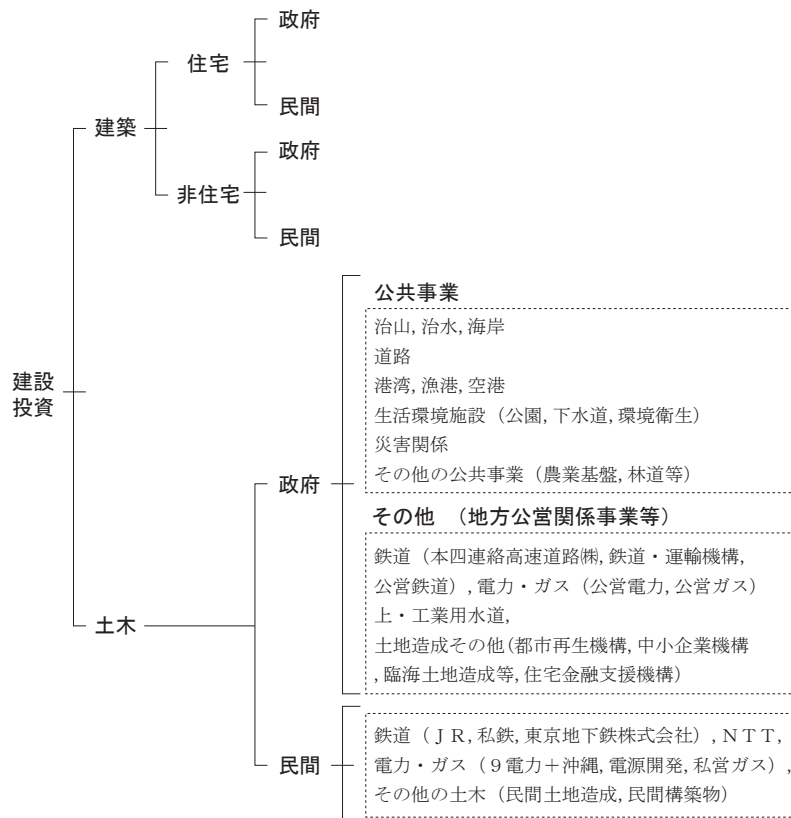 政府
住宅
民間
建築
政府
非住宅
民間
建設
投資
公共事業
治山, 治水, 海岸
道路
港湾, 漁港, 空港
生活環境施設（公園, 下水道, 環境衛生）
災害関係
その他の公共事業（農業基盤, 林道等）
政府
その他　（地方公営関係事業等）
鉄道（本四連絡高速道路㈱, 鉄道・運輸機構,
公営鉄道）, 電力・ガス（公営電力, 公営ガス）
上・工業用水道,
土地造成その他(都市再生機構, 中小企業機構
, 臨海土地造成等, 住宅金融支援機構）
土木
民間
鉄道（ＪＲ, 私鉄, 東京地下鉄株式会社）, ＮＴＴ,
電力・ガス（９電力＋沖縄, 電源開発, 私営ガス）,
その他の土木（民間土地造成, 民間構築物）